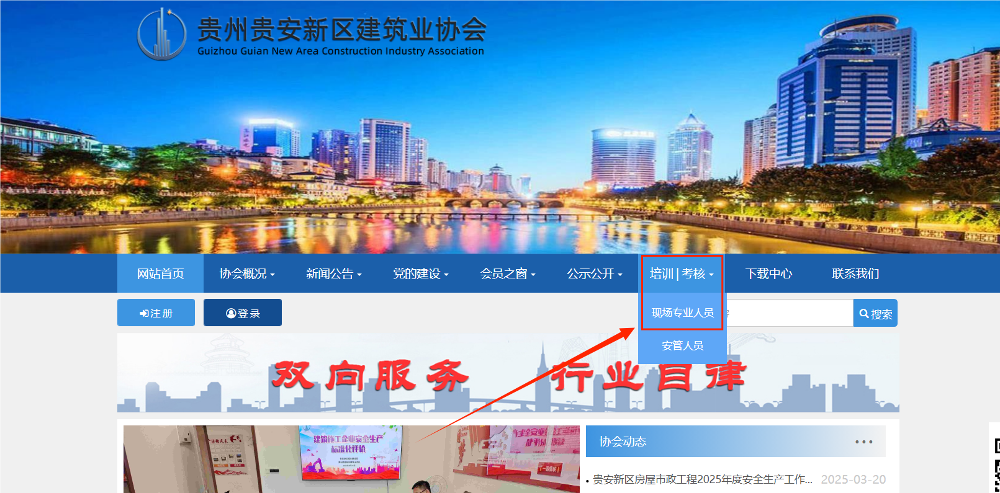 贵州贵安新区建筑业协会
Guizhou Guian New Area Construction Industry Association
网站首页 协会概况 新闻公告 党的建设 会员之窗 公示公开 培训|考核 下载中心 联系我们
注册 登录 现场专业人员 搜索
安管人员
双向服务 行业自律
建筑施工企业安全生产
标准化评价
协会动态
贵安新区房屋市政工程2025年度安全生产工作... 2025-03-20